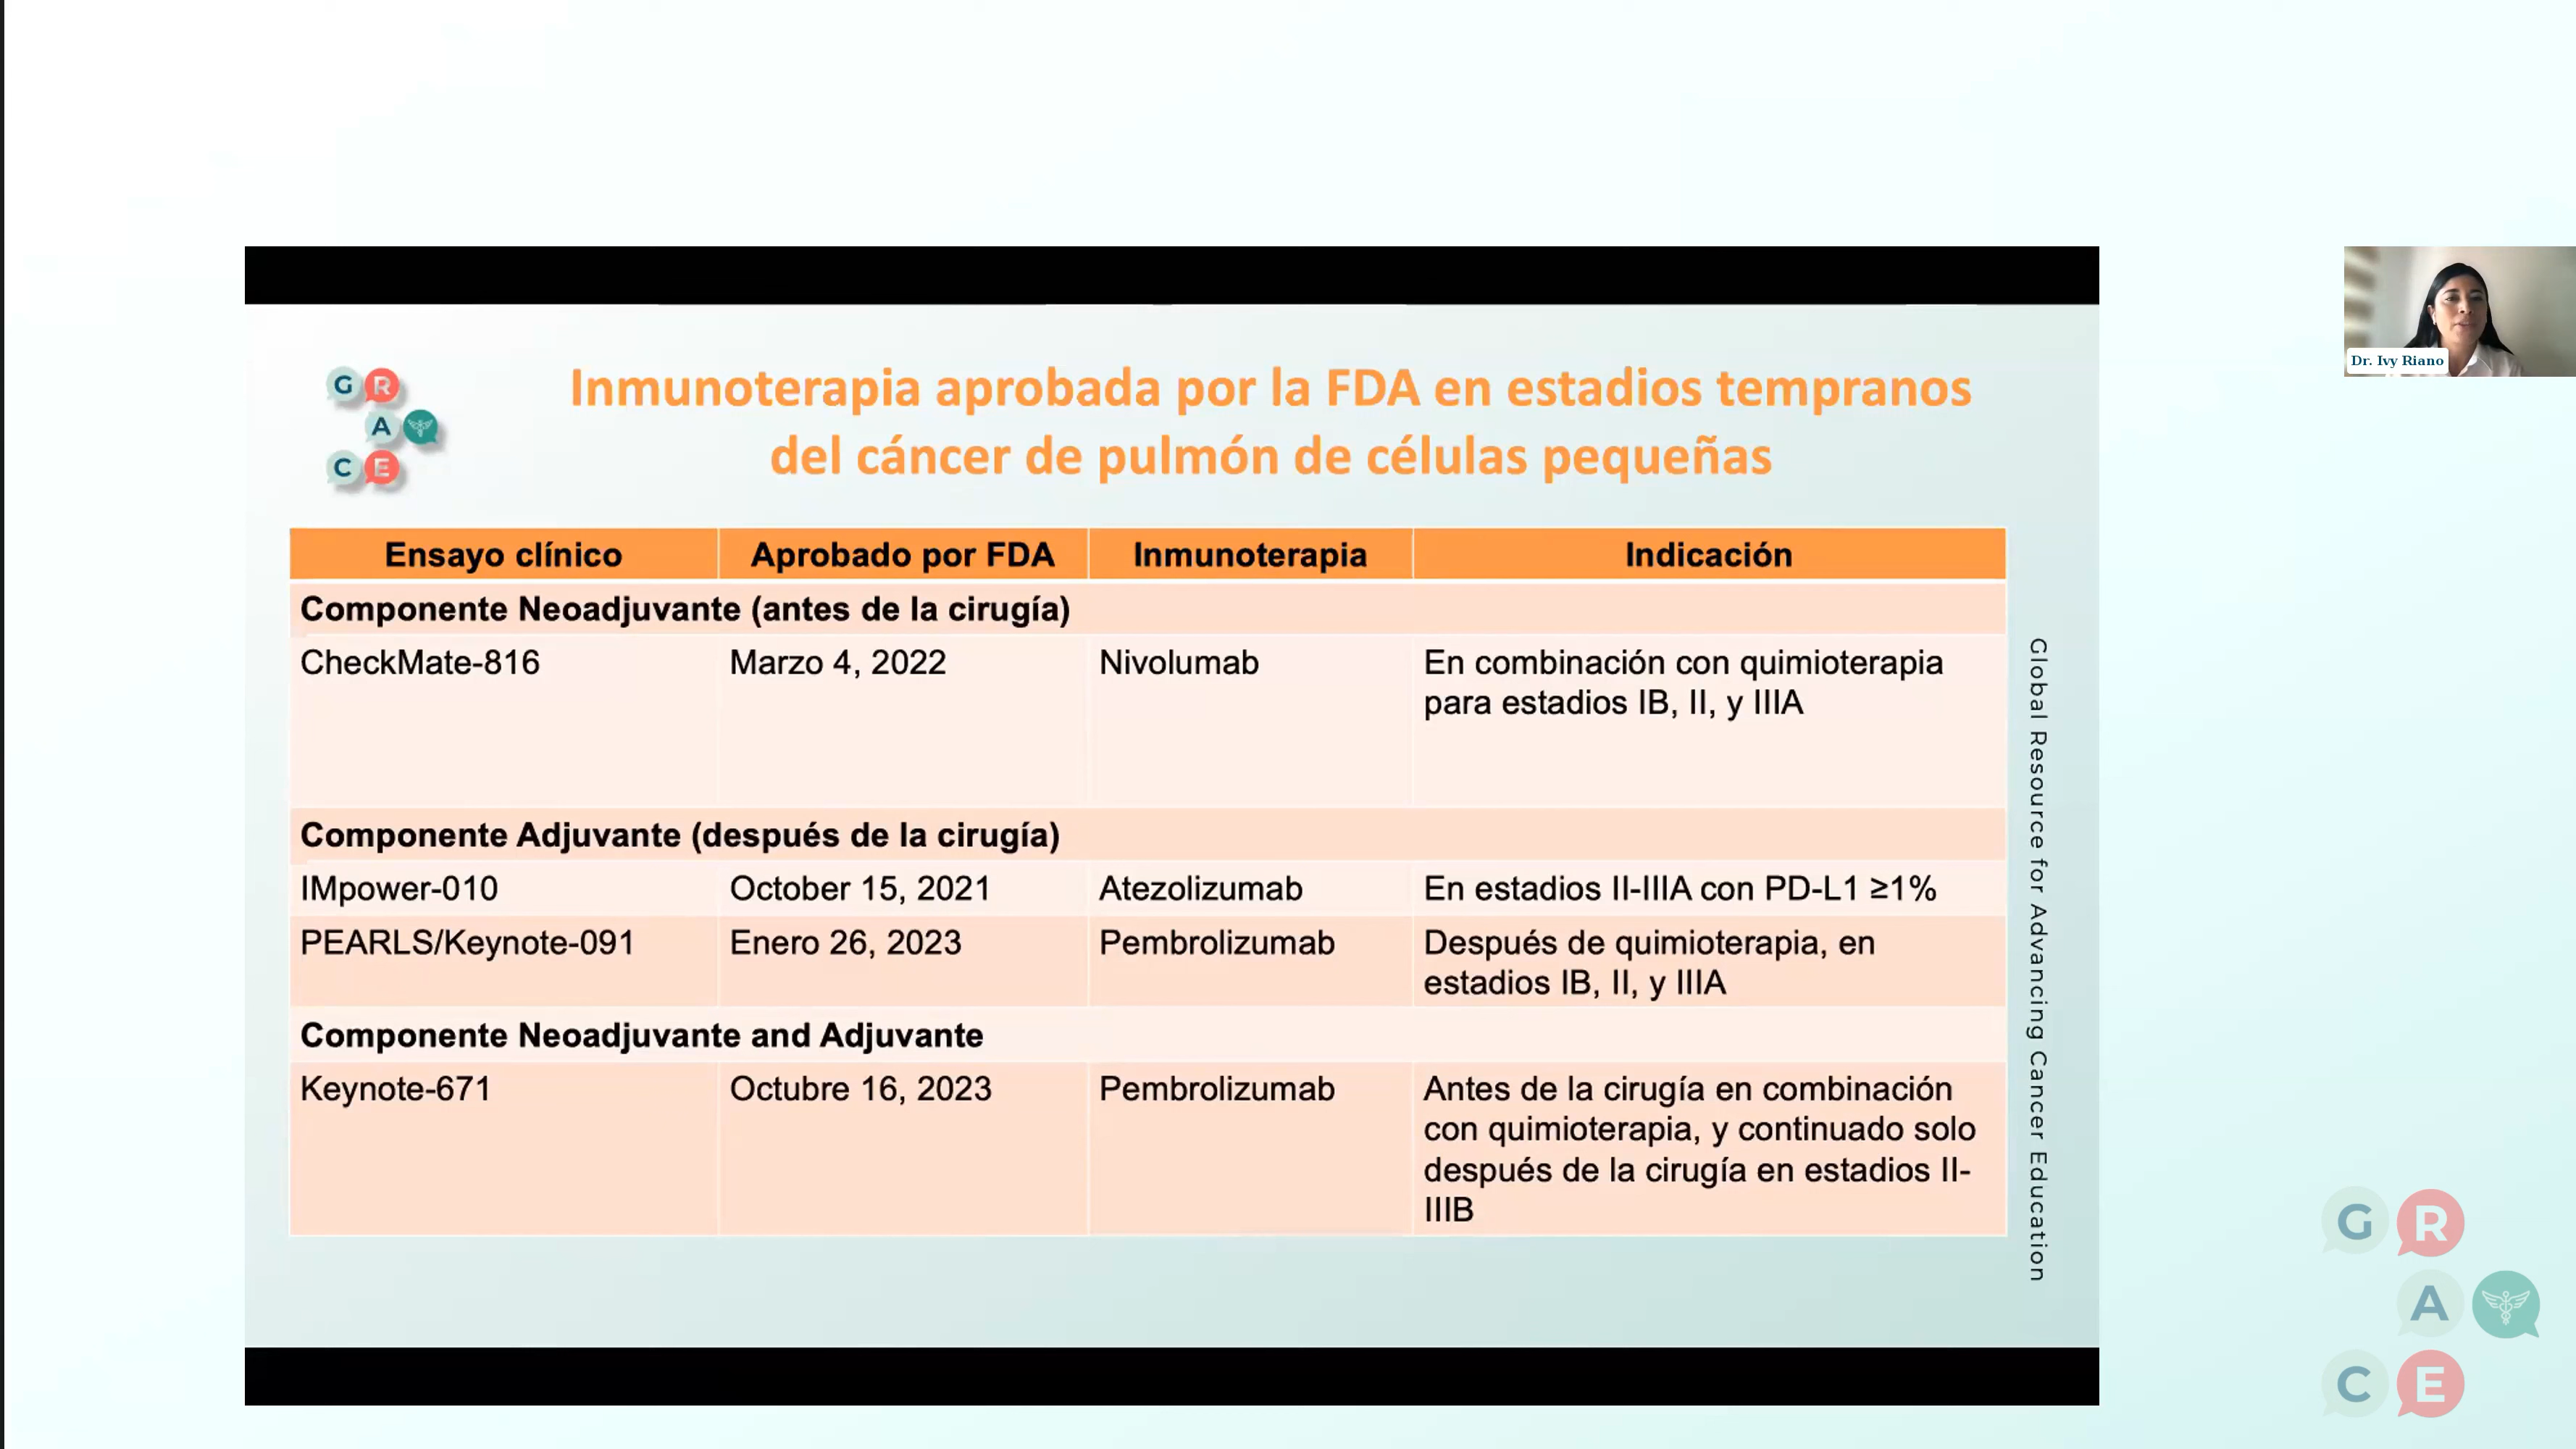 G R
A
C E
Inmunoterapia aprobada por la FDA en estadios tempranos
del cáncer de pulmón de células pequeñas
Ensayo clínico Aprobado por FDA Inmunoterapia Indicación
Componente Neoadjuvante (antes de la cirugía)
CheckMate-816 Marzo 4, 2022 Nivolumab En combinación con quimioterapia
para estadios IB, II, y IIIA
Componente Adjuvante (después de la cirugía)
IMpower-010 October 15, 2021 Atezolizumab En estadios II-IIIA con PD-L1 ≥1%
PEARLS/Keynote-091 Enero 26, 2023 Pembrolizumab Después de quimioterapia, en
estadios IB, II, y IIIA
Componente Neoadjuvante and Adjuvante
Keynote-671 Octubre 16, 2023 Pembrolizumab Antes de la cirugía en combinación
con quimioterapia, y continuado solo
después de la cirugía en estadios II-
IIIB
Global Resource for Advancing Cancer Education
Dr. Ivy Riano
G R
A
C E